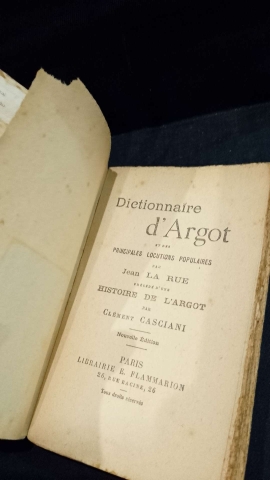 Dictionnaire
d'Argot
ET DES
PRINCIPALES LOCUTIONS POPULAIRES
PAR
Jean LA RUE
PRÉCÉDÉ D'UNE
HISTOIRE DE L'ARGOT
PAR
CLÉMENT CASCIANI
Nouvelle Édition
PARIS
LIBRAIRIE E. FLAMMARION
26, RUE RACINE, 26
Tous droits réservés